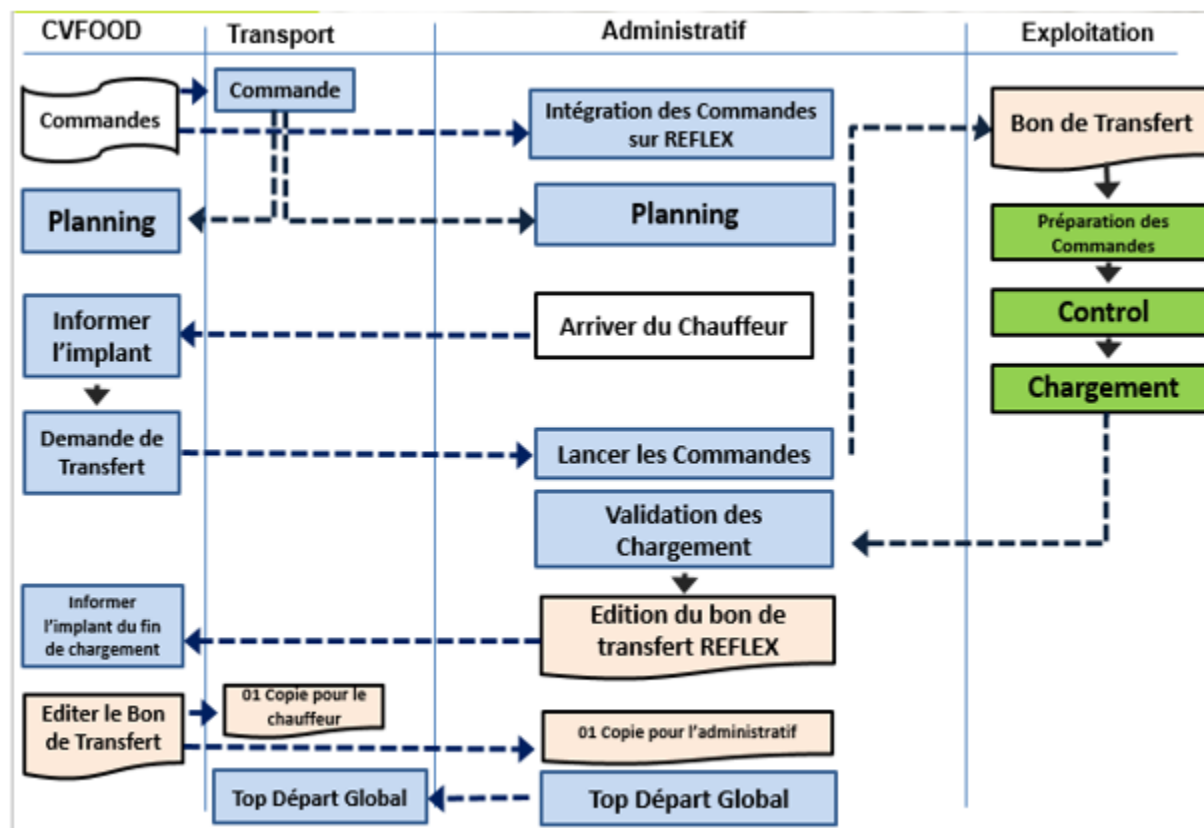 CVFOOD
Transport
Administratif
Exploitation
Commandes
Commande
Intégration des Commandes
sur REFLEX
Bon de Transfert
Planning
Planning
Préparation des
Commandes
Informer
l'implant
Arriver du Chauffeur
Control
Chargement
Demande de
Transfert
Lancer les Commandes
Validation des
Chargement
Informer
l'implant du fin
de chargement
Edition du bon de
transfert REFLEX
Editer le Bon
de Transfert
01 Copie pour le
chauffeur
01 Copie pour l'administratif
Top Départ Global
Top Départ Global